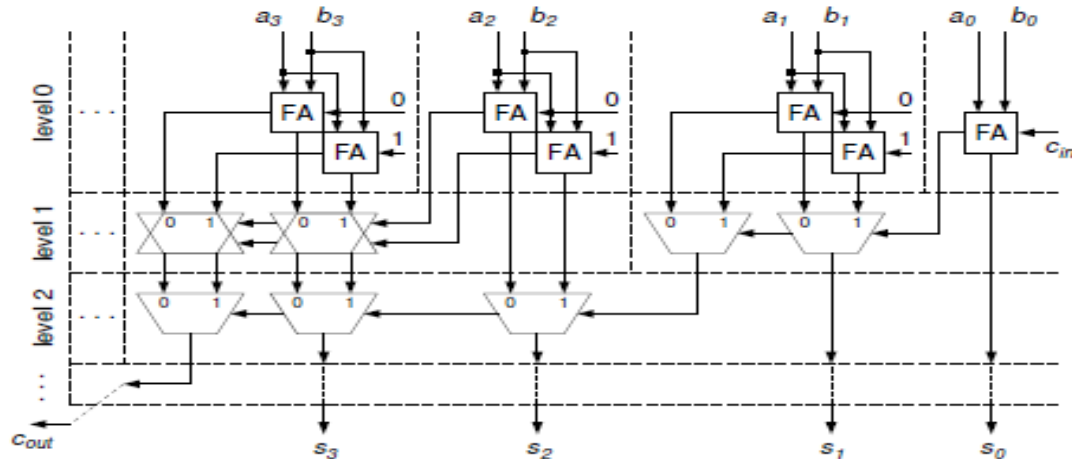 a3 b3 a2 b2 a1 b1 a0 b0
level 0
. . .
0 0 0
FA FA FA FA
1 1 1
FA FA FA
cin
level 1
. . .
0 1 0 1 0 1 0 1
level 2
. . .
0 1 0 1 0 1
. . .
cout
s3 s2 s1 s0